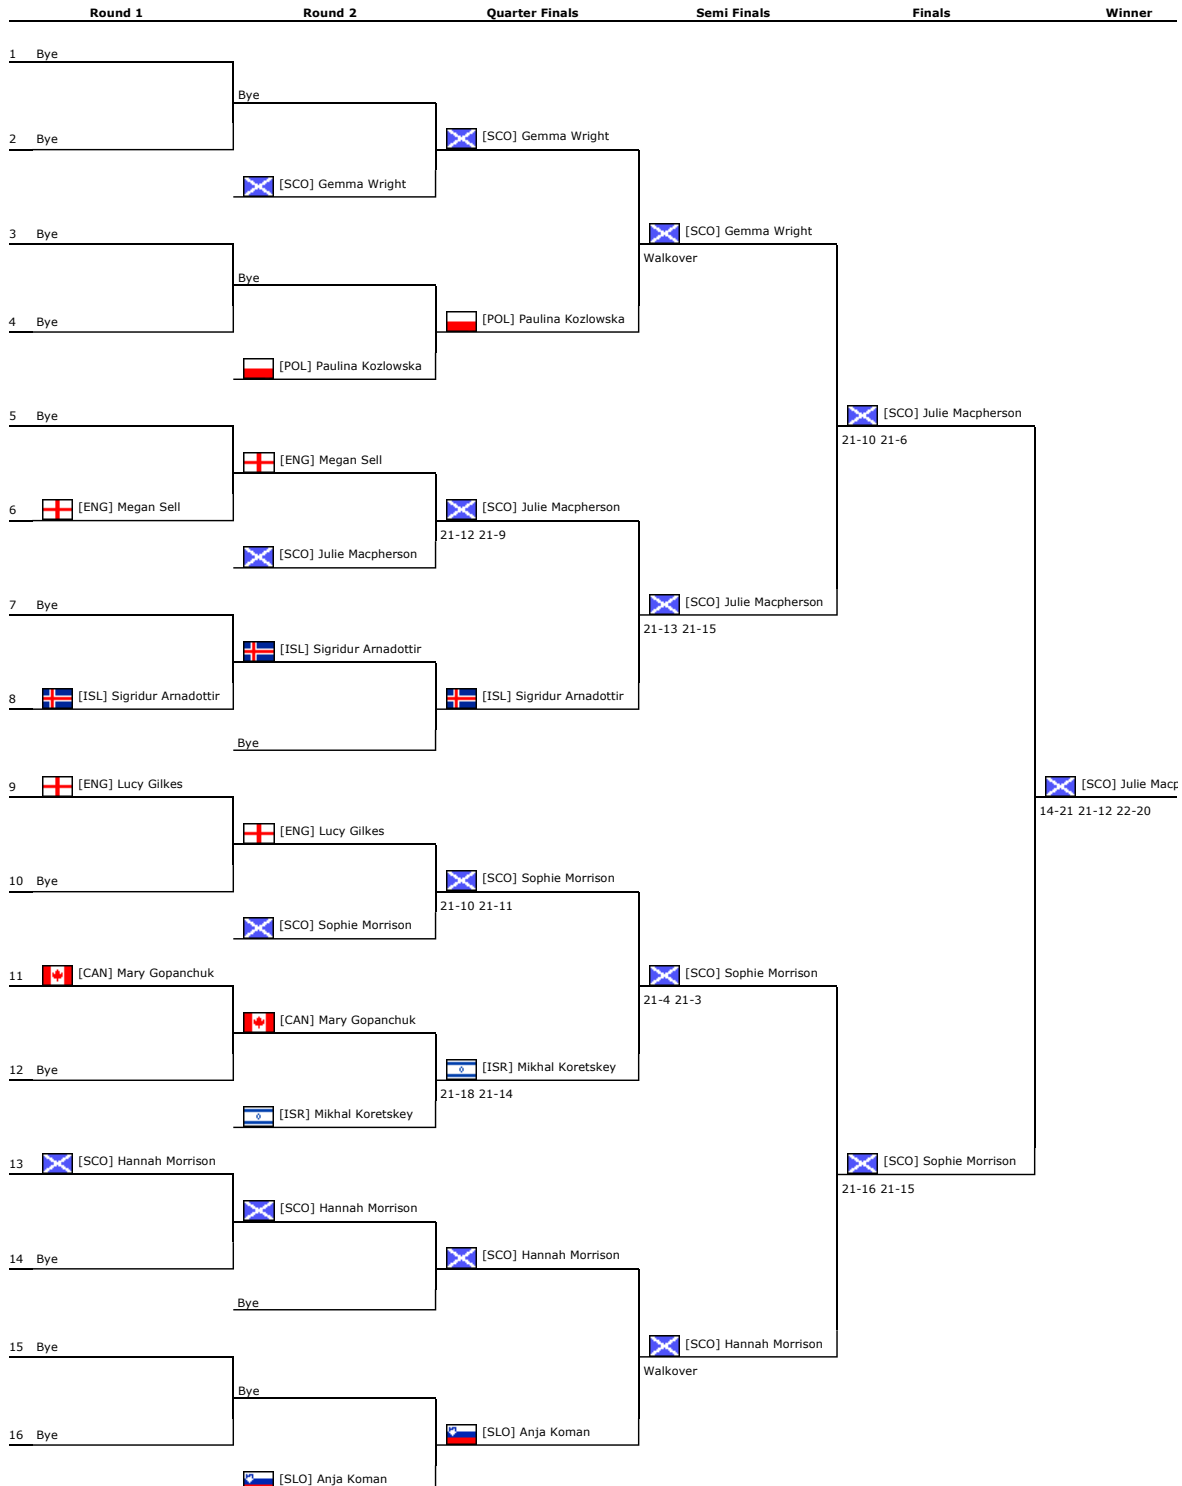 Round 1 Round 2 Quarter Finals Semi Finals Finals Winner
1 Bye
Bye
2 Bye
[SCO] Gemma Wright
[SCO] Gemma Wright
3 Bye
[SCO] Gemma Wright
Walkover
Bye
4 Bye
[POL] Paulina Kozlowska
[POL] Paulina Kozlowska
5 Bye
[SCO] Julie Macpherson
21-10 21-6
[ENG] Megan Sell
6 [ENG] Megan Sell
[SCO] Julie Macpherson
21-12 21-9
[SCO] Julie Macpherson
7 Bye
[SCO] Julie Macpherson
21-13 21-15
[ISL] Sigridur Arnadottir
8 [ISL] Sigridur Arnadottir
[ISL] Sigridur Arnadottir
Bye
9 [ENG] Lucy Gilkes
[SCO] Julie Macp
14-21 21-12 22-20
[ENG] Lucy Gilkes
10 Bye
[SCO] Sophie Morrison
21-10 21-11
[SCO] Sophie Morrison
11 [CAN] Mary Gopanchuk
[SCO] Sophie Morrison
21-4 21-3
[CAN] Mary Gopanchuk
12 Bye
[ISR] Mikhal Koretskey
21-18 21-14
[ISR] Mikhal Koretskey
13 [SCO] Hannah Morrison
[SCO] Sophie Morrison
21-16 21-15
[SCO] Hannah Morrison
14 Bye
[SCO] Hannah Morrison
Bye
15 Bye
[SCO] Hannah Morrison
Walkover
Bye
16 Bye
[SLO] Anja Koman
[SLO] Anja Koman